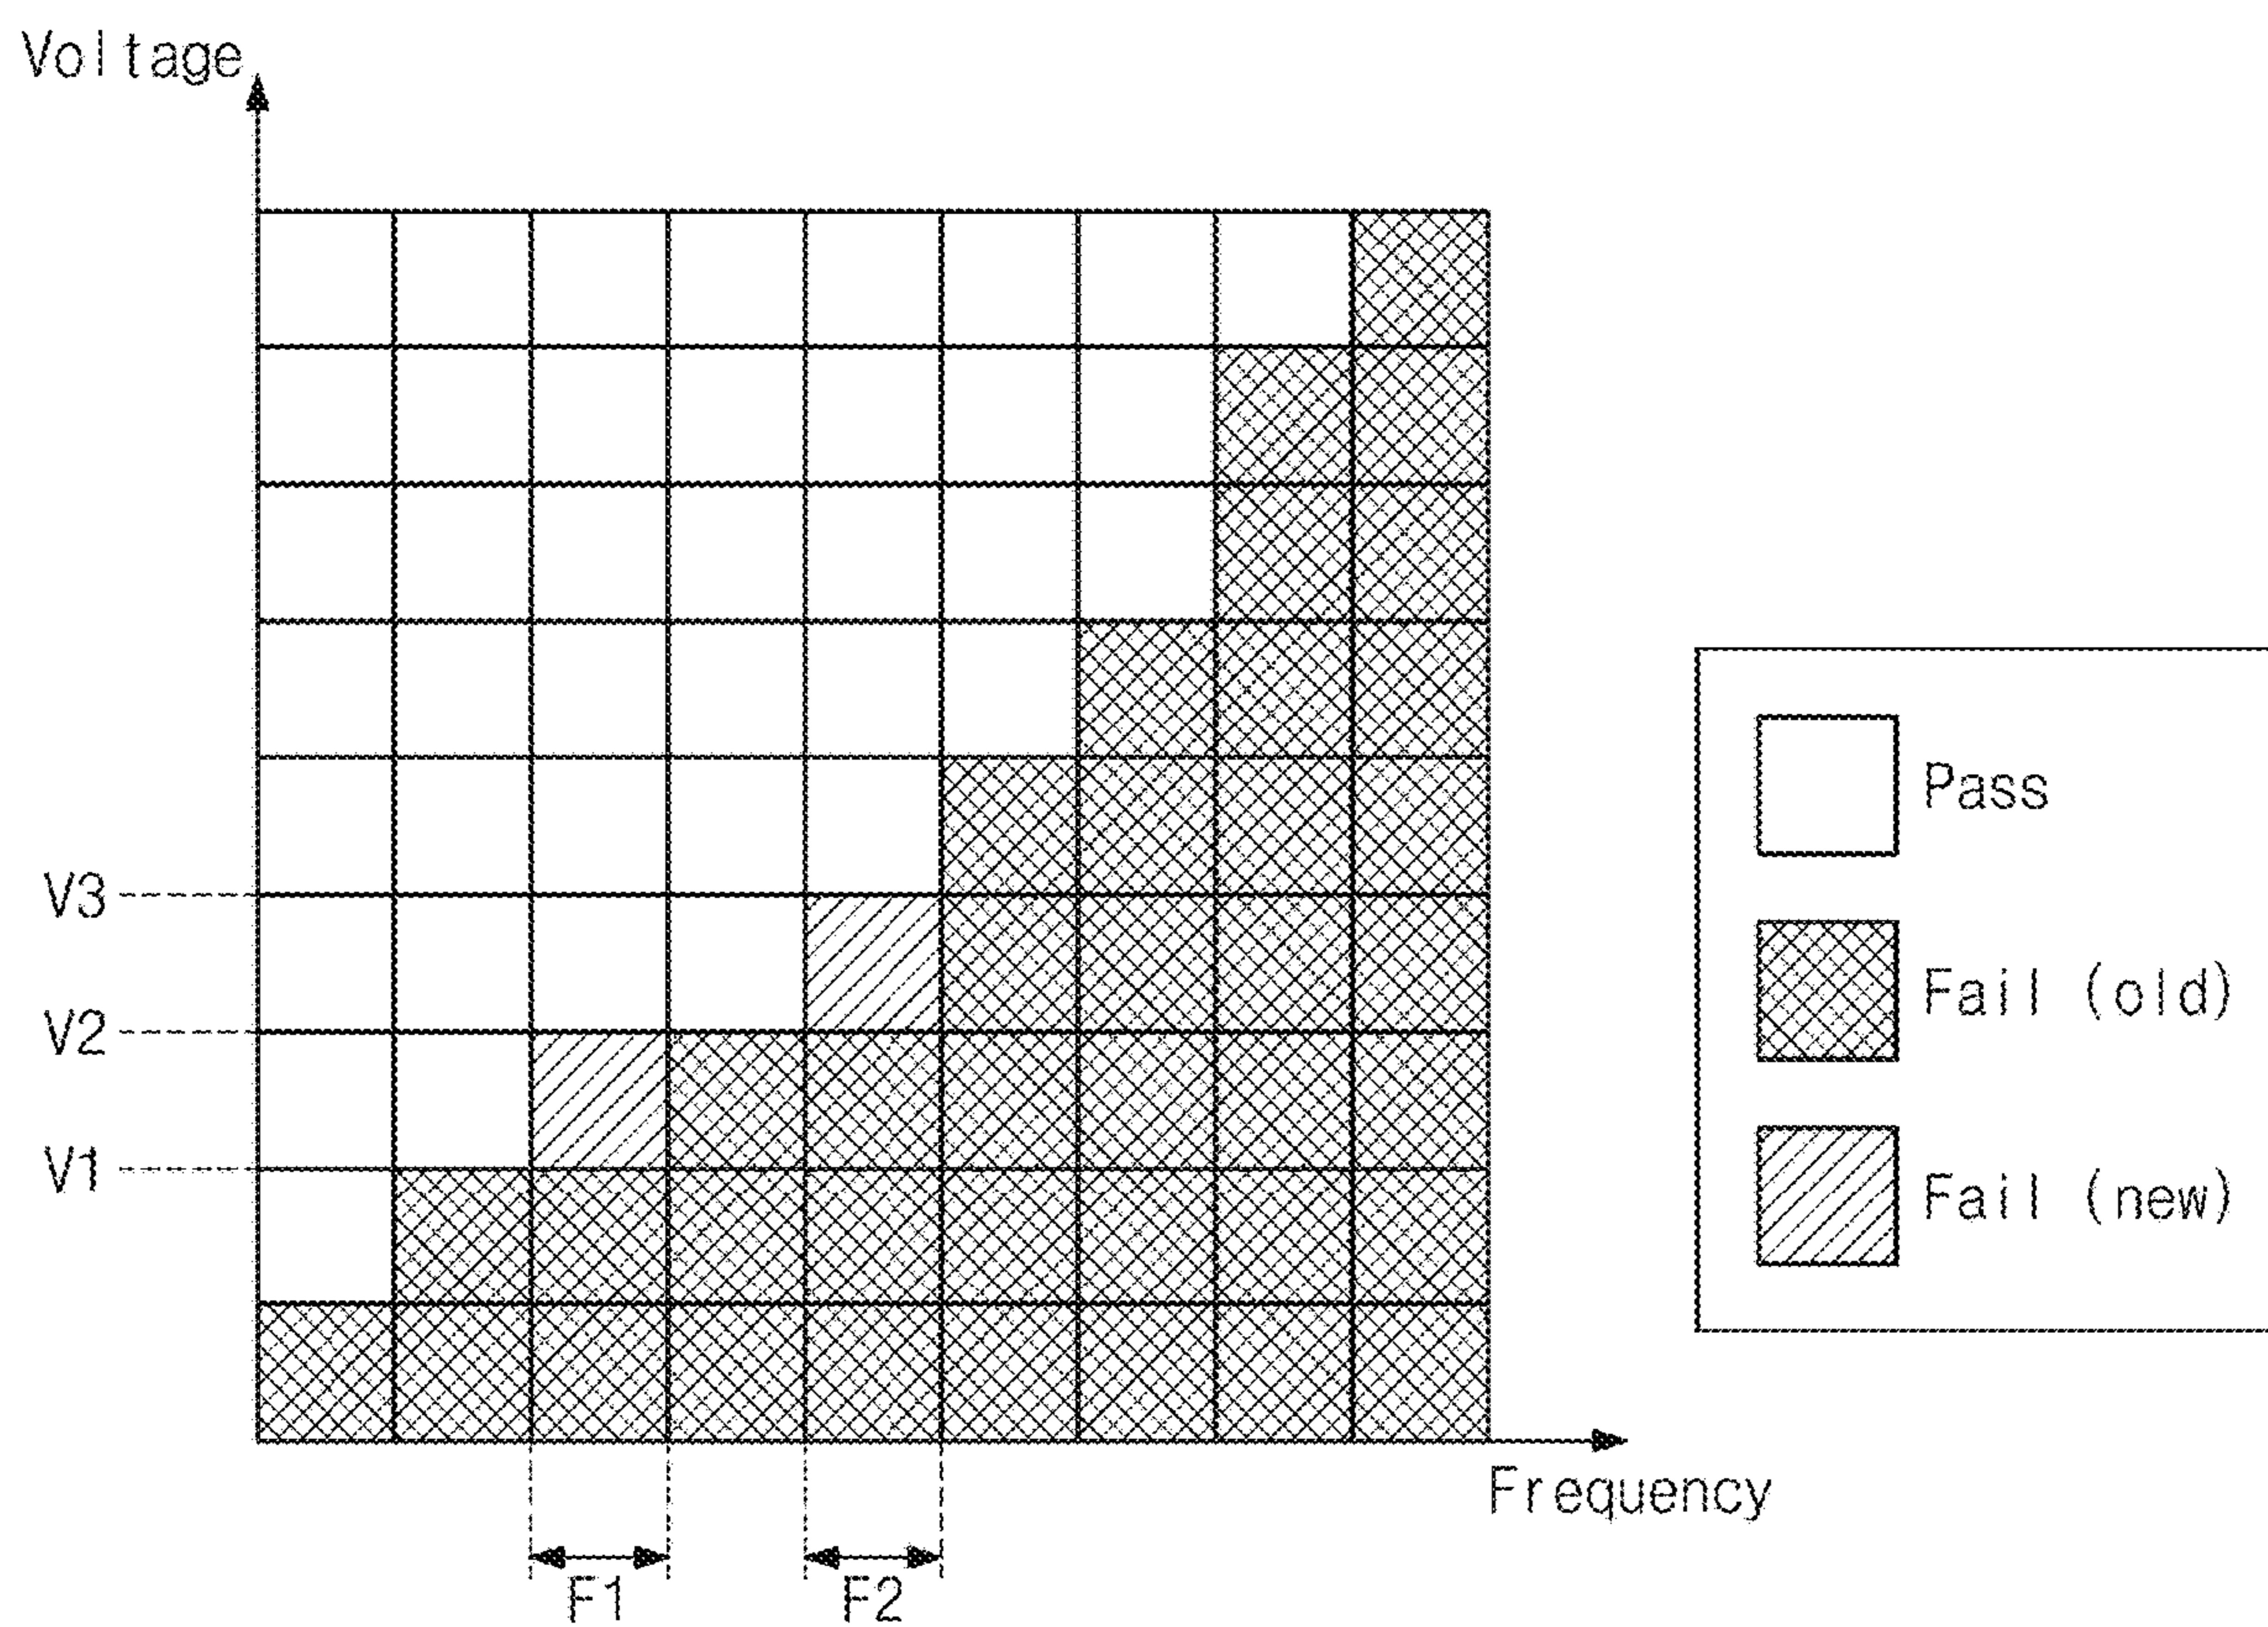 Voltage
V3
V2
V1
Pass
Fail (old)
Fail (new)
Frequency
F1
F2